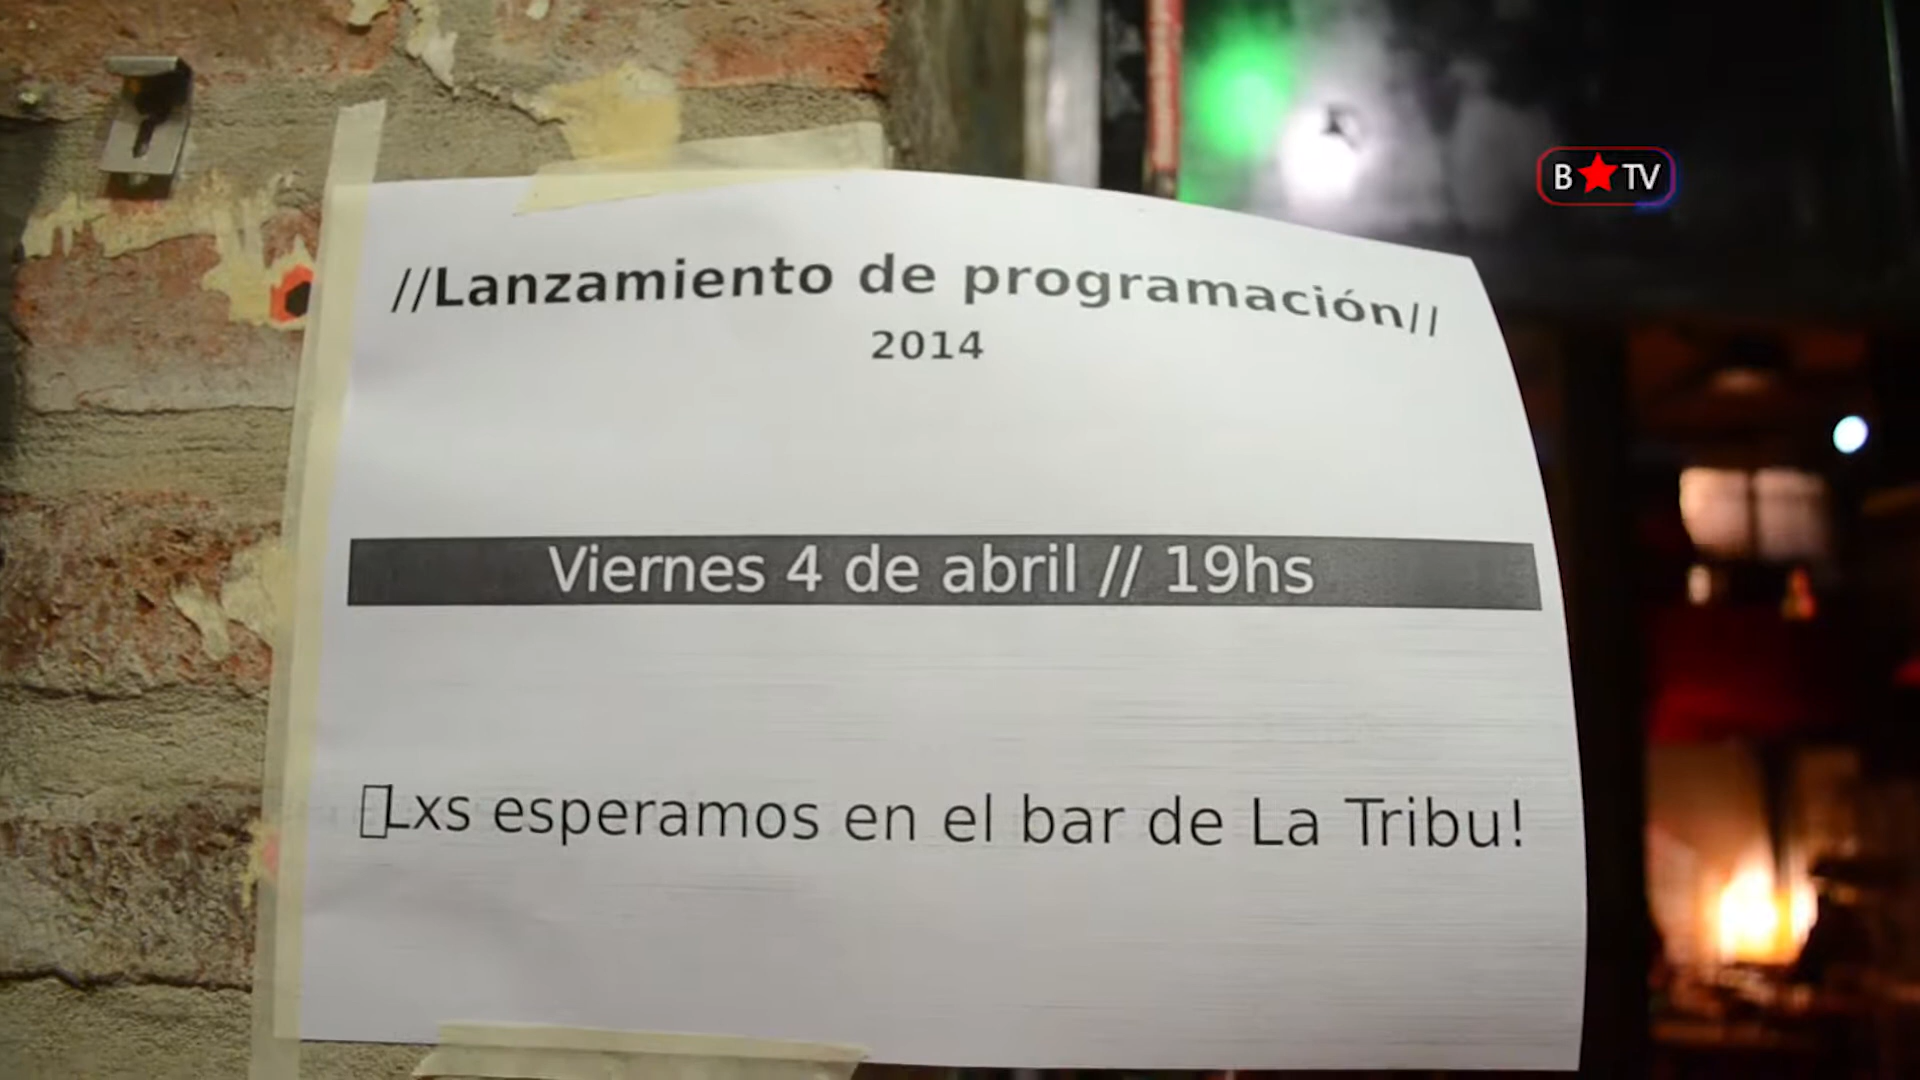 B★TV
//Lanzamiento de programación//
2014
Viernes 4 de abril // 19hs
▯Lxs esperamos en el bar de La Tribu!